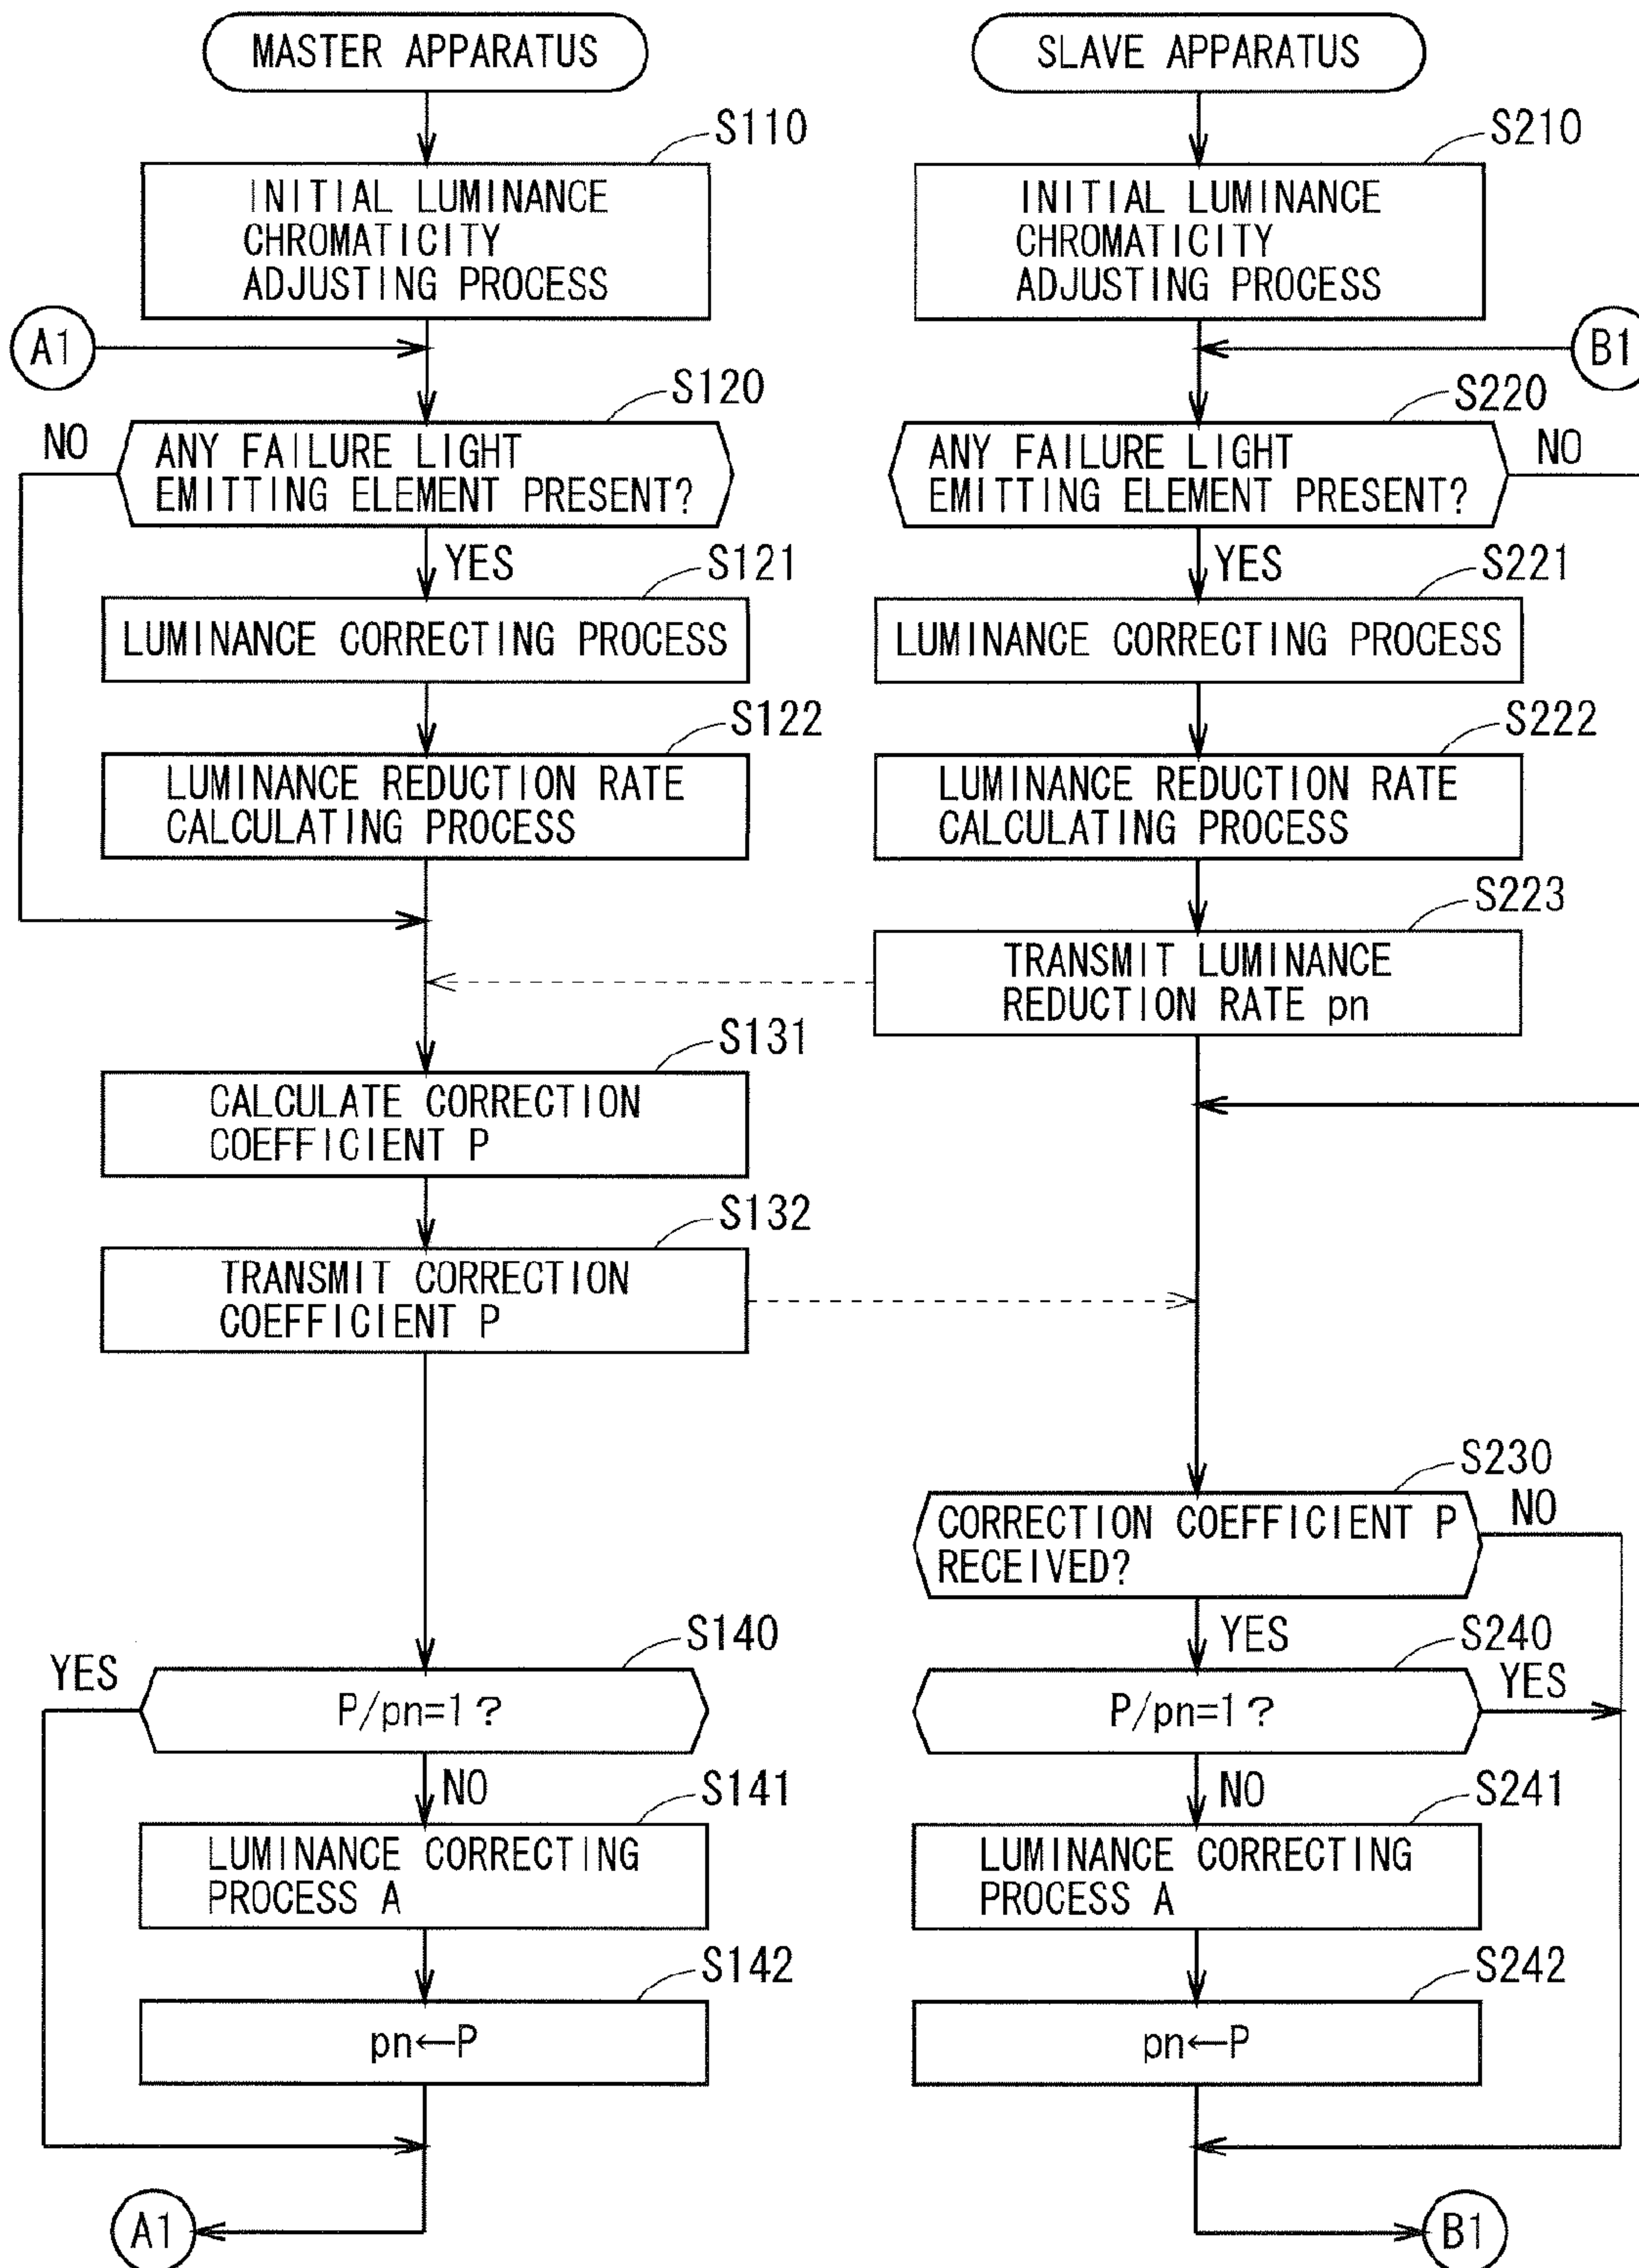 MASTER APPARATUS
S110
INITIAL LUMINANCE
CHROMATICITY
ADJUSTING PROCESS
A1
S120
NO
ANY FAILURE LIGHT
EMITTING ELEMENT PRESENT?
YES
S121
LUMINANCE CORRECTING PROCESS
S122
LUMINANCE REDUCTION RATE
CALCULATING PROCESS
S131
CALCULATE CORRECTION
COEFFICIENT P
S132
TRANSMIT CORRECTION
COEFFICIENT P
S140
YES
P/pn=1?
NO
S141
LUMINANCE CORRECTING
PROCESS A
S142
pn←P
A1
SLAVE APPARATUS
S210
INITIAL LUMINANCE
CHROMATICITY
ADJUSTING PROCESS
B1
S220
NO
ANY FAILURE LIGHT
EMITTING ELEMENT PRESENT?
YES
S221
LUMINANCE CORRECTING PROCESS
S222
LUMINANCE REDUCTION RATE
CALCULATING PROCESS
S223
TRANSMIT LUMINANCE
REDUCTION RATE pn
S230
NO
CORRECTION COEFFICIENT P
RECEIVED?
YES
S240
YES
P/pn=1?
NO
S241
LUMINANCE CORRECTING
PROCESS A
S242
pn←P
B1